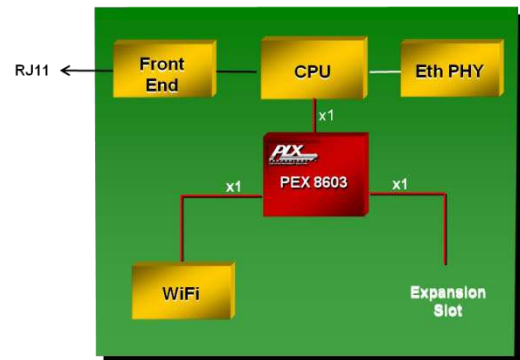 RJ11
Front
End
CPU
Eth PHY
x1
PLX
PEX 8603
x1
x1
WiFi
Expansion
Slot